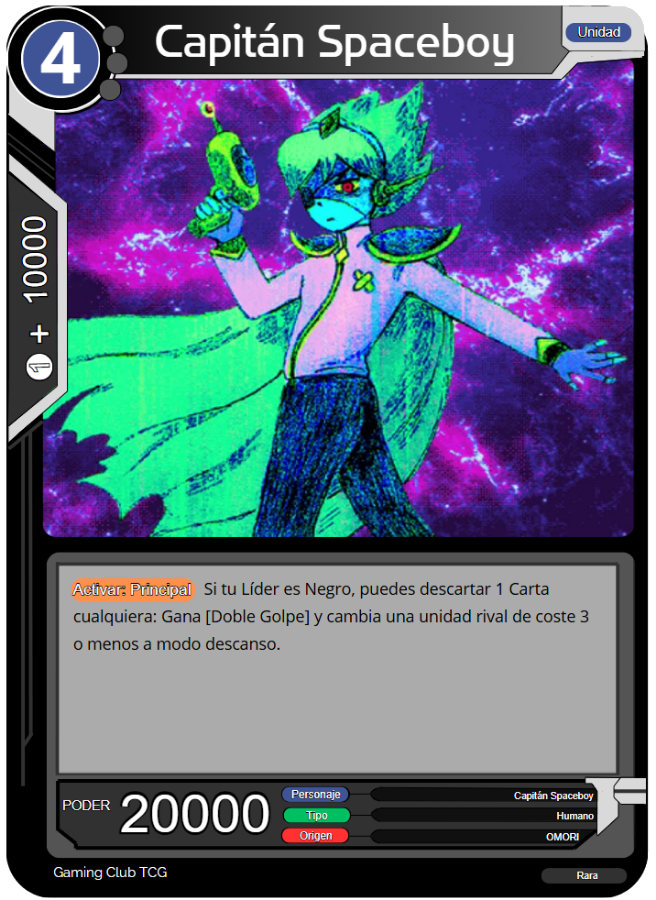 4
Capitán Spaceboy
Unidad
1 + 10000
Activar: Principal Si tu Líder es Negro, puedes descartar 1 Carta
cualquiera: Gana [Doble Golpe] y cambia una unidad rival de coste 3
o menos a modo descanso.
PODER 20000
Personaje Capitán Spaceboy
Tipo Humano
Origen OMORI
Gaming Club TCG
Rara